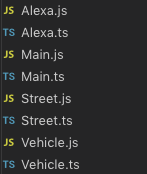 JS Alexa.js
TS Alexa.ts
JS Main.js
TS Main.ts
JS Street.js
TS Street.ts
JS Vehicle.js
TS Vehicle.ts